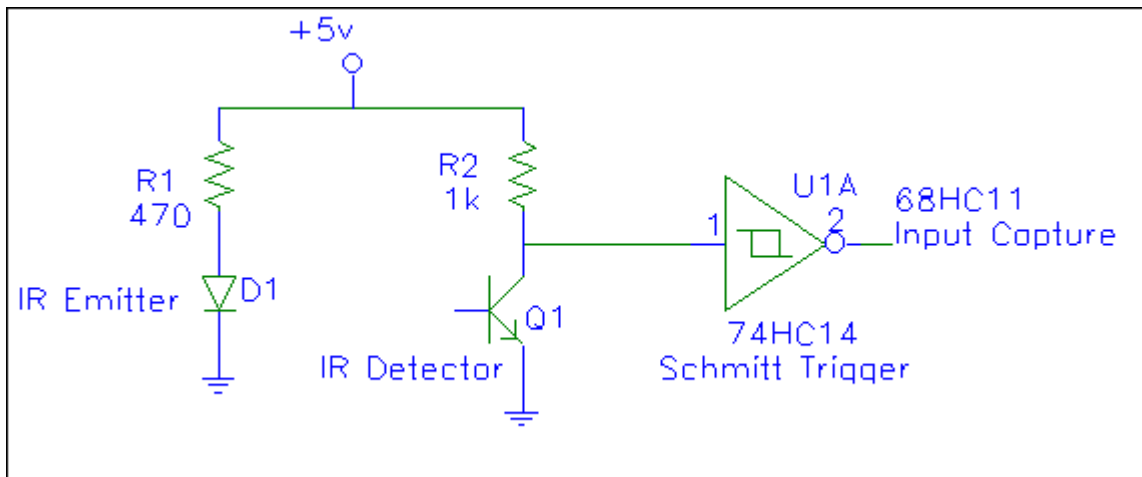 +5v
R1
470
R2
1k
U1A
1
2
68HC11
Input Capture
IR Emitter
D1
Q1
IR Detector
74HC14
Schmitt Trigger